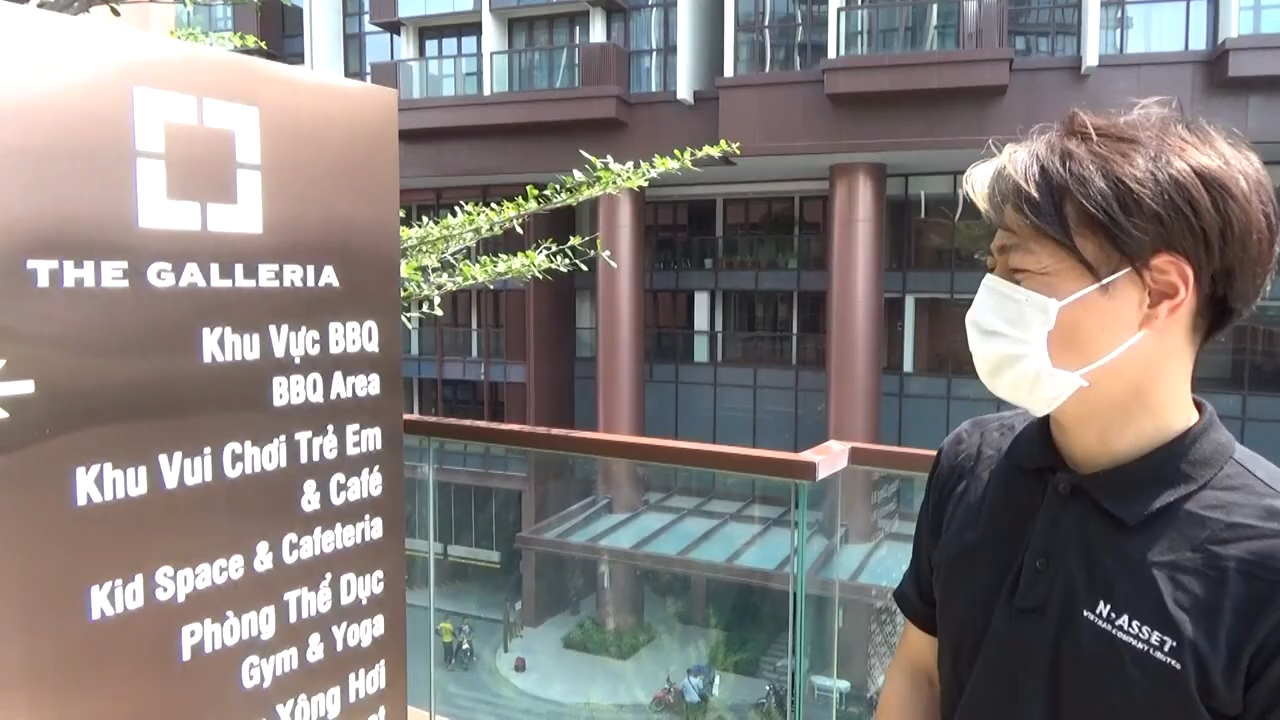 THE GALLERIA
Khu Vực BBQ
BBQ Area
Khu Vui Chơi Trẻ Em
& Café
Kid Space & Cafeteria
Phòng Thể Dục
Gym & Yoga
Xông Hơi
N·ASSET
VIETNAM COMPANY LIMITED